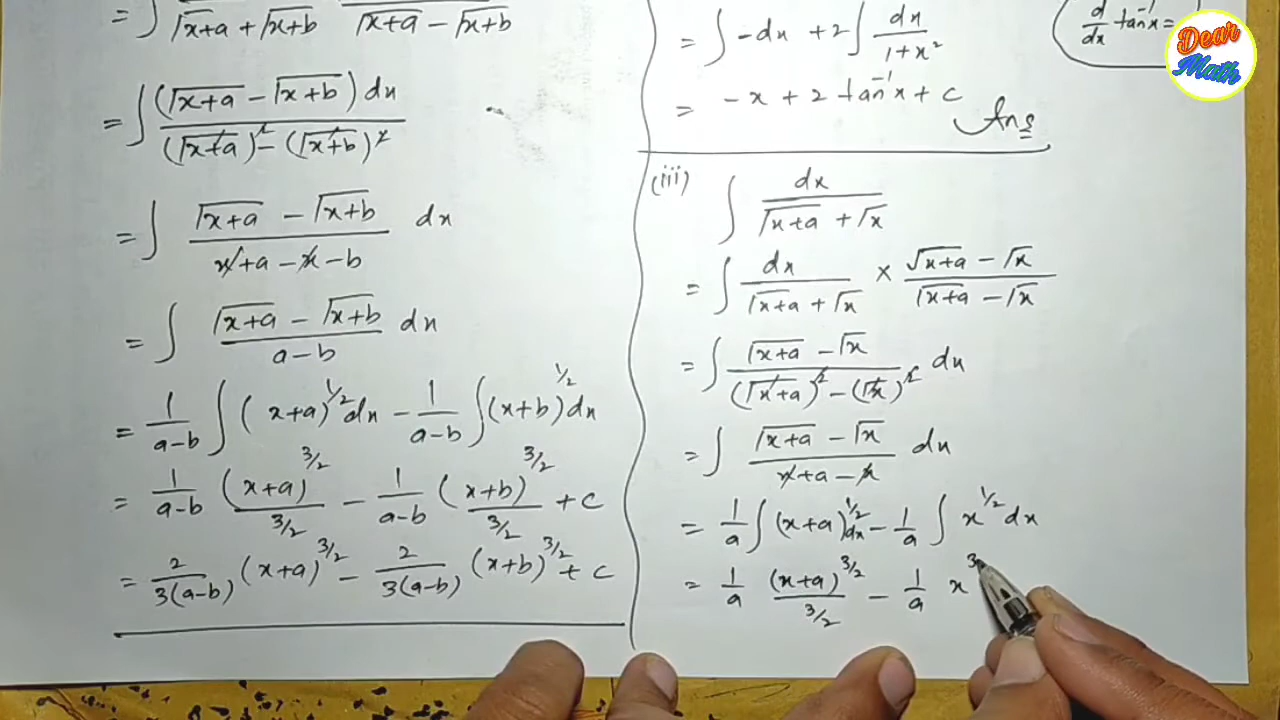 = ∫ √x+a + √x+b √x+a − √x+b
= ∫ (√x+a − √x+b) dx / (√x+a)² − (√x+b)²
= ∫ √x+a − √x+b / x+a−x−b dx
= ∫ √x+a − √x+b / a−b dx
= 1/a−b ∫ (x+a)^1/2 dx − 1/a−b ∫ (x+b)^1/2 dx
= 1/a−b (x+a)^3/2 / 3/2 − 1/a−b (x+b)^3/2 / 3/2 + c
= 2/3(a−b) (x+a)^3/2 − 2/3(a−b) (x+b)^3/2 + c
= ∫ −dx + 2∫ dx / 1+x²
= −x + 2 tan⁻¹x + c Ans
(iii) ∫ dx / √x+a + √x
= ∫ dx / √x+a + √x × √x+a − √x / √x+a − √x
= ∫ √x+a − √x / (√x+a)² − (√x)² dx
= ∫ √x+a − √x / x+a−x dx
= 1/a ∫ (x+a)^1/2 dx − 1/a ∫ x^1/2 dx
= 1/a (x+a)^3/2 / 3/2 − 1/a x^3
d/dx tan⁻¹x =
Dear
Math